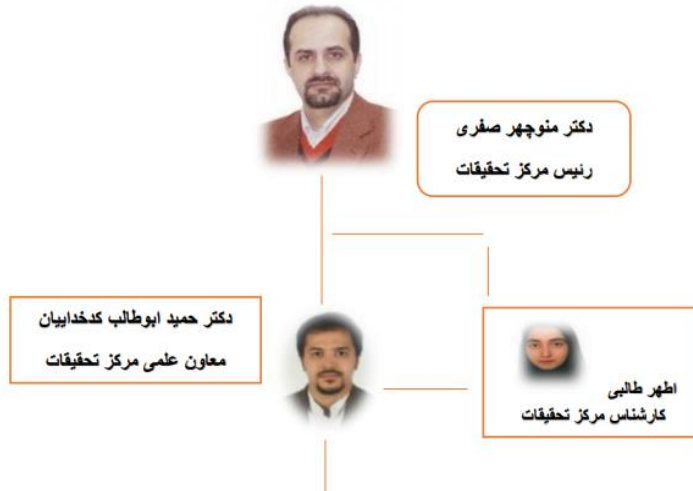 دکتر منوچهر صفری
رئیس مرکز تحقیقات
دکتر حمید ابوطالب کدخداییان
معاون علمی مرکز تحقیقات
اطهر طالبی
کارشناس مرکز تحقیقات